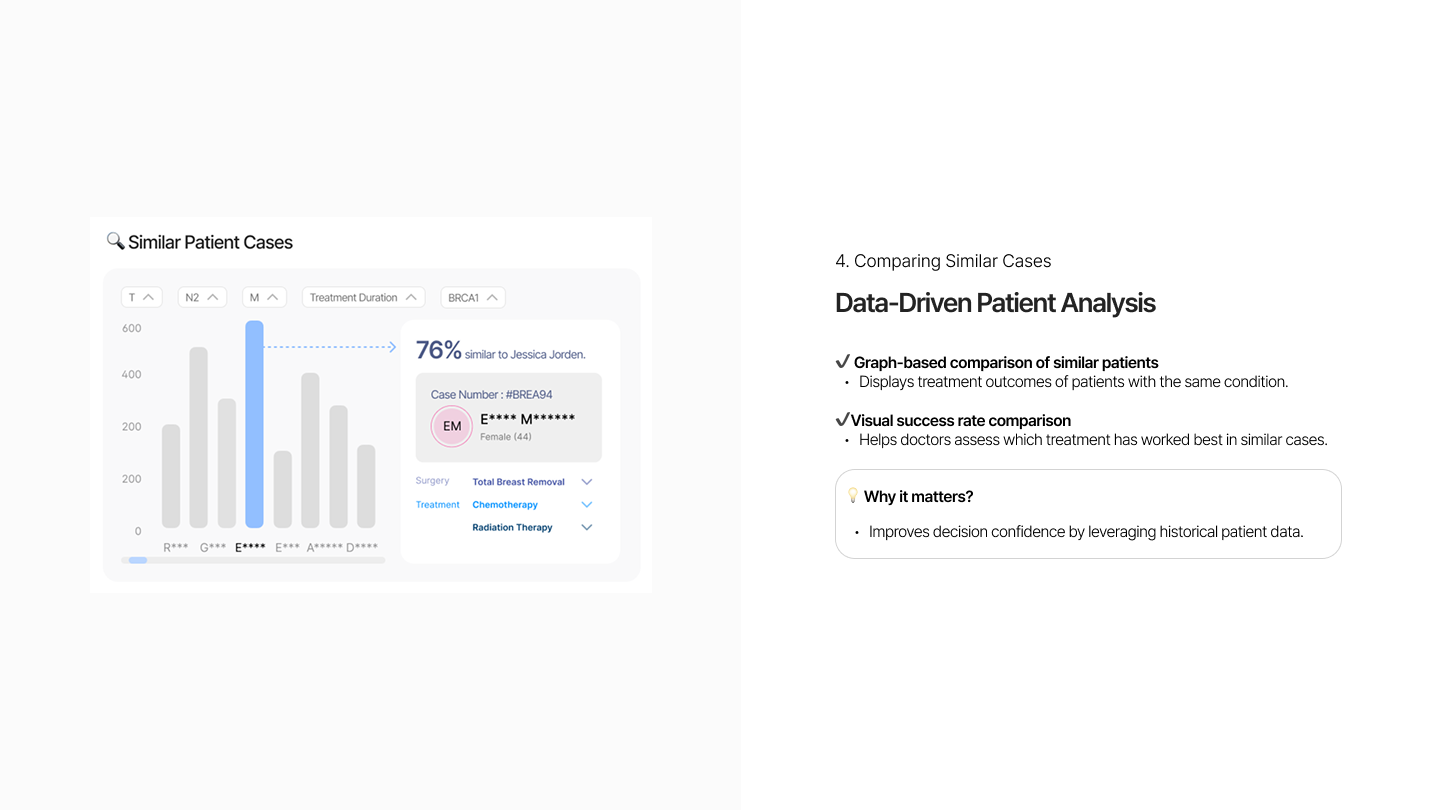 Similar Patient Cases
T N2 M Treatment Duration BRCA1
600
400
200
200
0
R*** G*** E**** E*** A***** D****
76% similar to Jessica Jorden.
Case Number : #BREA94
EM
E**** M******
Female (44)
Surgery Total Breast Removal
Treatment Chemotherapy
Radiation Therapy
4. Comparing Similar Cases
Data-Driven Patient Analysis
✔ Graph-based comparison of similar patients
• Displays treatment outcomes of patients with the same condition.
✔Visual success rate comparison
• Helps doctors assess which treatment has worked best in similar cases.
💡 Why it matters?
• Improves decision confidence by leveraging historical patient data.